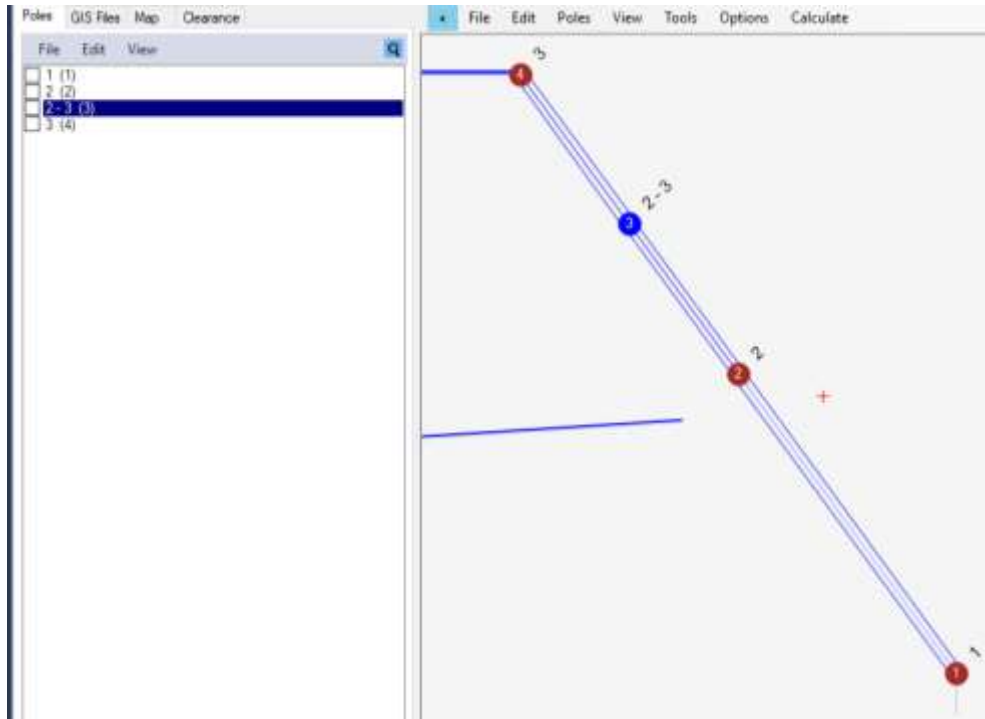 Poles GIS Files Map Clearance
File Edit View
1 (1)
2 (2)
2 - 3 (3)
3 (4)
File Edit Poles View Tools Options Calculate
4 3
3 2 - 3
2 2
1 1